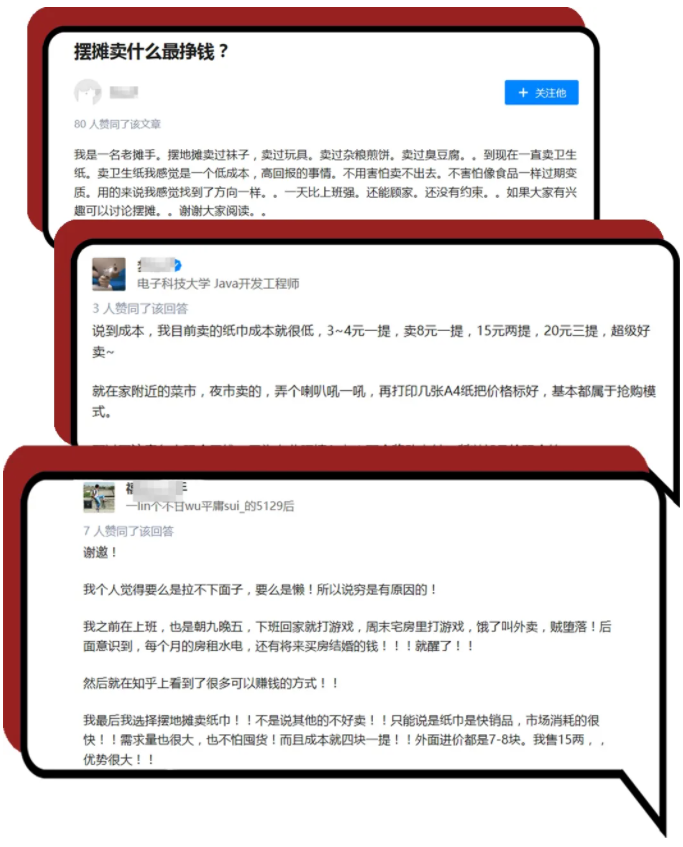 摆摊卖什么最挣钱？
+ 关注他
80 人赞同了该文章
我是一名老摊手。摆地摊卖过袜子，卖过玩具。卖过杂粮煎饼。卖过臭豆腐。。到现在一直卖卫生
纸。卖卫生纸我感觉是一个低成本，高回报的事情。不用害怕卖不出去。不害怕像食品一样过期变
质。用的来说我感觉找到了方向一样。。一天比上班强。还能顾家。还没有约束。。如果大家有兴
趣可以讨论摆摊。。谢谢大家阅读。。
电子科技大学 Java开发工程师
3 人赞同了该回答
说到成本，我目前卖的纸巾成本就很低，3~4元一提，卖8元一提，15元两提，20元三提，超级好
卖~
就在家附近的菜市，夜市卖的，弄个喇叭吼一吼，再打印几张A4纸把价格标好，基本都属于抢购模
式。
一lin个不甘wu平庸sui_的5129后
7 人赞同了该回答
谢邀！
我个人觉得要么是拉不下面子，要么是懒！所以说穷是有原因的！
我之前在上班，也是朝九晚五，下班回家就打游戏，周末宅房里打游戏，饿了叫外卖，贼堕落！后
面意识到，每个月的房租水电，还有将来买房结婚的钱！！！就醒了！！
然后就在知乎上看到了很多可以赚钱的方式！！
我最后我选择摆地摊卖纸巾！！不是说其他的不好卖！！只能说是纸巾是快销品，市场消耗的很
快！！需求量也很大，也不怕囤货！而且成本就四块一提！！外面进价都是7-8块。我售15两，，
优势很大！！